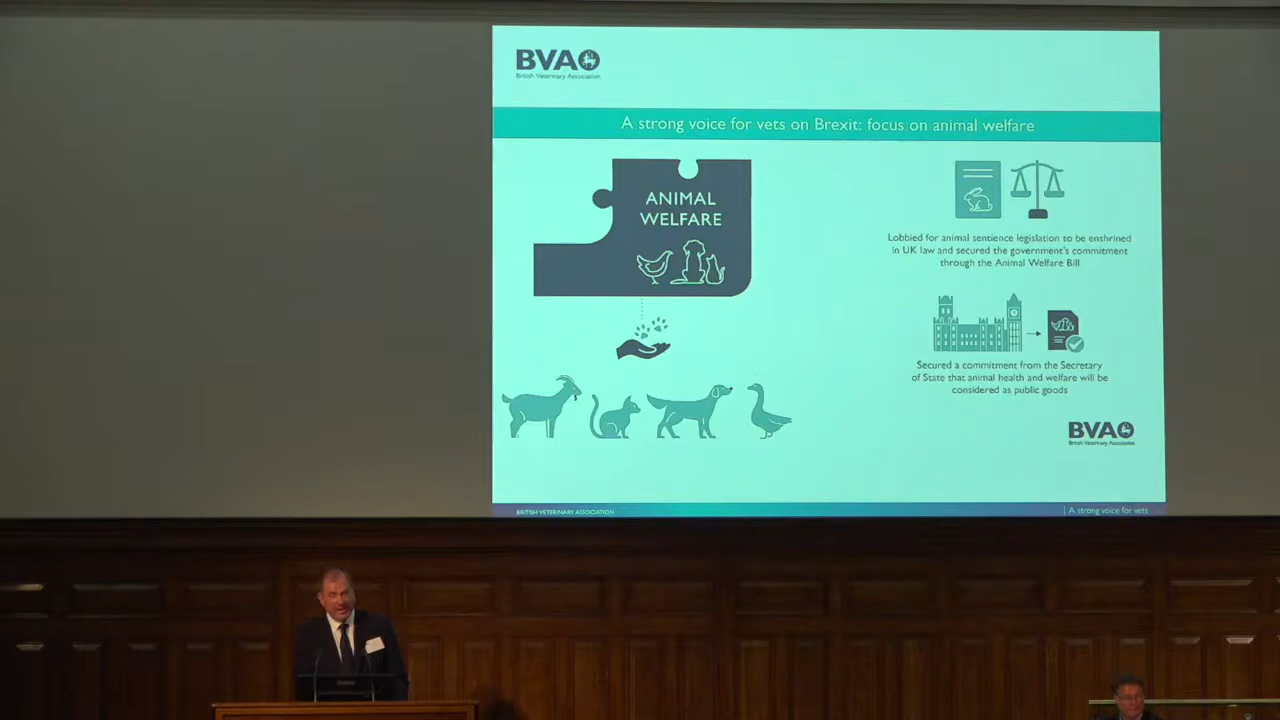 BVA
British Veterinary Association
A strong voice for vets on Brexit: focus on animal welfare
ANIMAL
WELFARE
Lobbied for animal sentience legislation to be enshrined
in UK law and secured the government's commitment
through the Animal Welfare Bill
Secured a commitment from the Secretary
of State that animal health and welfare will be
considered as public goods
BVA
British Veterinary Association
BRITISH VETERINARY ASSOCIATION
A strong voice for vets